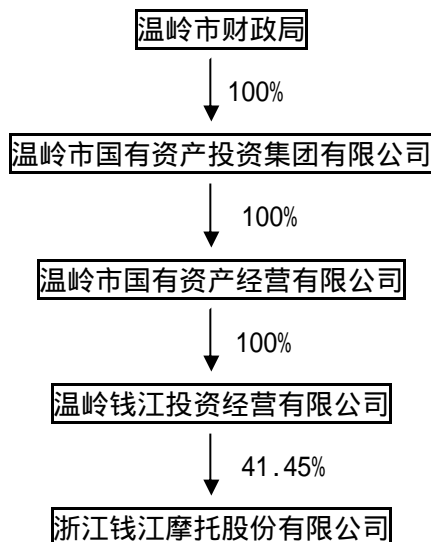 温岭市财政局
100%
温岭市国有资产投资集团有限公司
100%
温岭市国有资产经营有限公司
100%
温岭钱江投资经营有限公司
41.45%
浙江钱江摩托股份有限公司